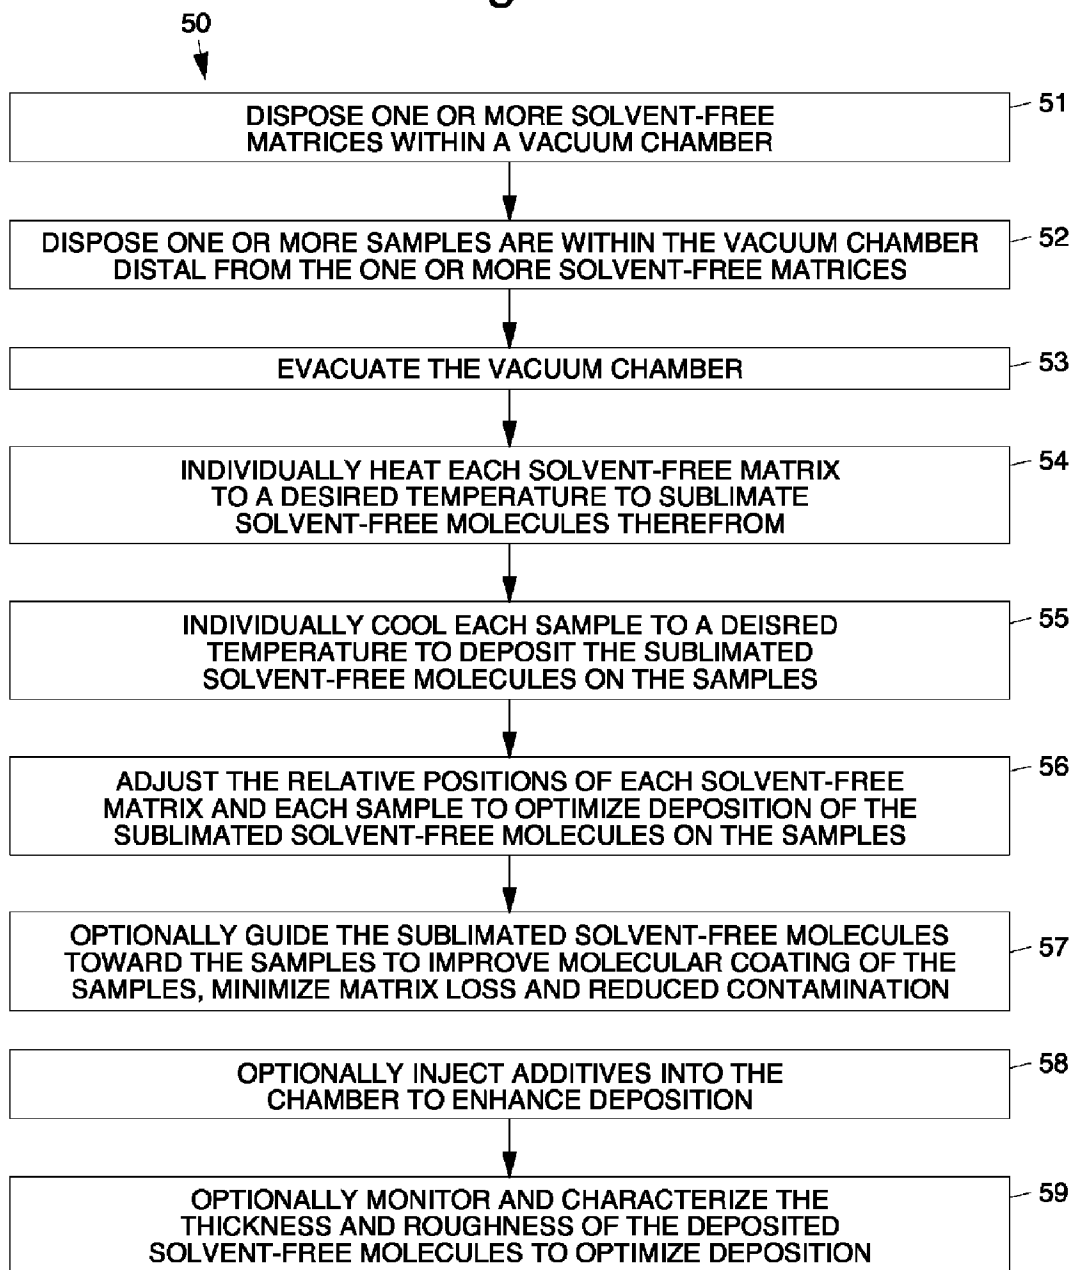 50
DISPOSE ONE OR MORE SOLVENT-FREE
MATRICES WITHIN A VACUUM CHAMBER
51
DISPOSE ONE OR MORE SAMPLES ARE WITHIN THE VACUUM CHAMBER
DISTAL FROM THE ONE OR MORE SOLVENT-FREE MATRICES
52
EVACUATE THE VACUUM CHAMBER
53
INDIVIDUALLY HEAT EACH SOLVENT-FREE MATRIX
TO A DESIRED TEMPERATURE TO SUBLIMATE
SOLVENT-FREE MOLECULES THEREFROM
54
INDIVIDUALLY COOL EACH SAMPLE TO A DEISRED
TEMPERATURE TO DEPOSIT THE SUBLIMATED
SOLVENT-FREE MOLECULES ON THE SAMPLES
55
ADJUST THE RELATIVE POSITIONS OF EACH SOLVENT-FREE
MATRIX AND EACH SAMPLE TO OPTIMIZE DEPOSITION OF THE
SUBLIMATED SOLVENT-FREE MOLECULES ON THE SAMPLES
56
OPTIONALLY GUIDE THE SUBLIMATED SOLVENT-FREE MOLECULES
TOWARD THE SAMPLES TO IMPROVE MOLECULAR COATING OF THE
SAMPLES, MINIMIZE MATRIX LOSS AND REDUCED CONTAMINATION
57
OPTIONALLY INJECT ADDITIVES INTO THE
CHAMBER TO ENHANCE DEPOSITION
58
OPTIONALLY MONITOR AND CHARACTERIZE THE
THICKNESS AND ROUGHNESS OF THE DEPOSITED
SOLVENT-FREE MOLECULES TO OPTIMIZE DEPOSITION
59